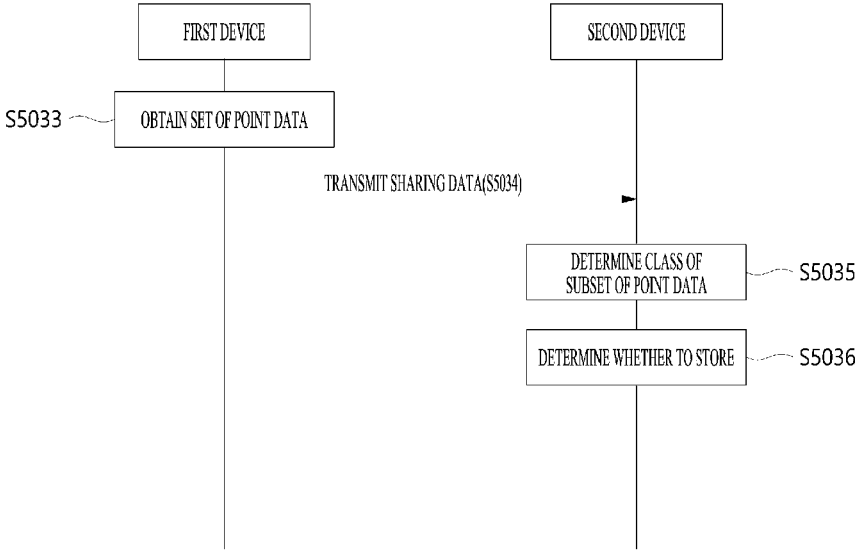 FIRST DEVICE
SECOND DEVICE
S5033
OBTAIN SET OF POINT DATA
TRANSMIT SHARING DATA(S5034)
DETERMINE CLASS OF
SUBSET OF POINT DATA
S5035
DETERMINE WHETHER TO STORE
S5036